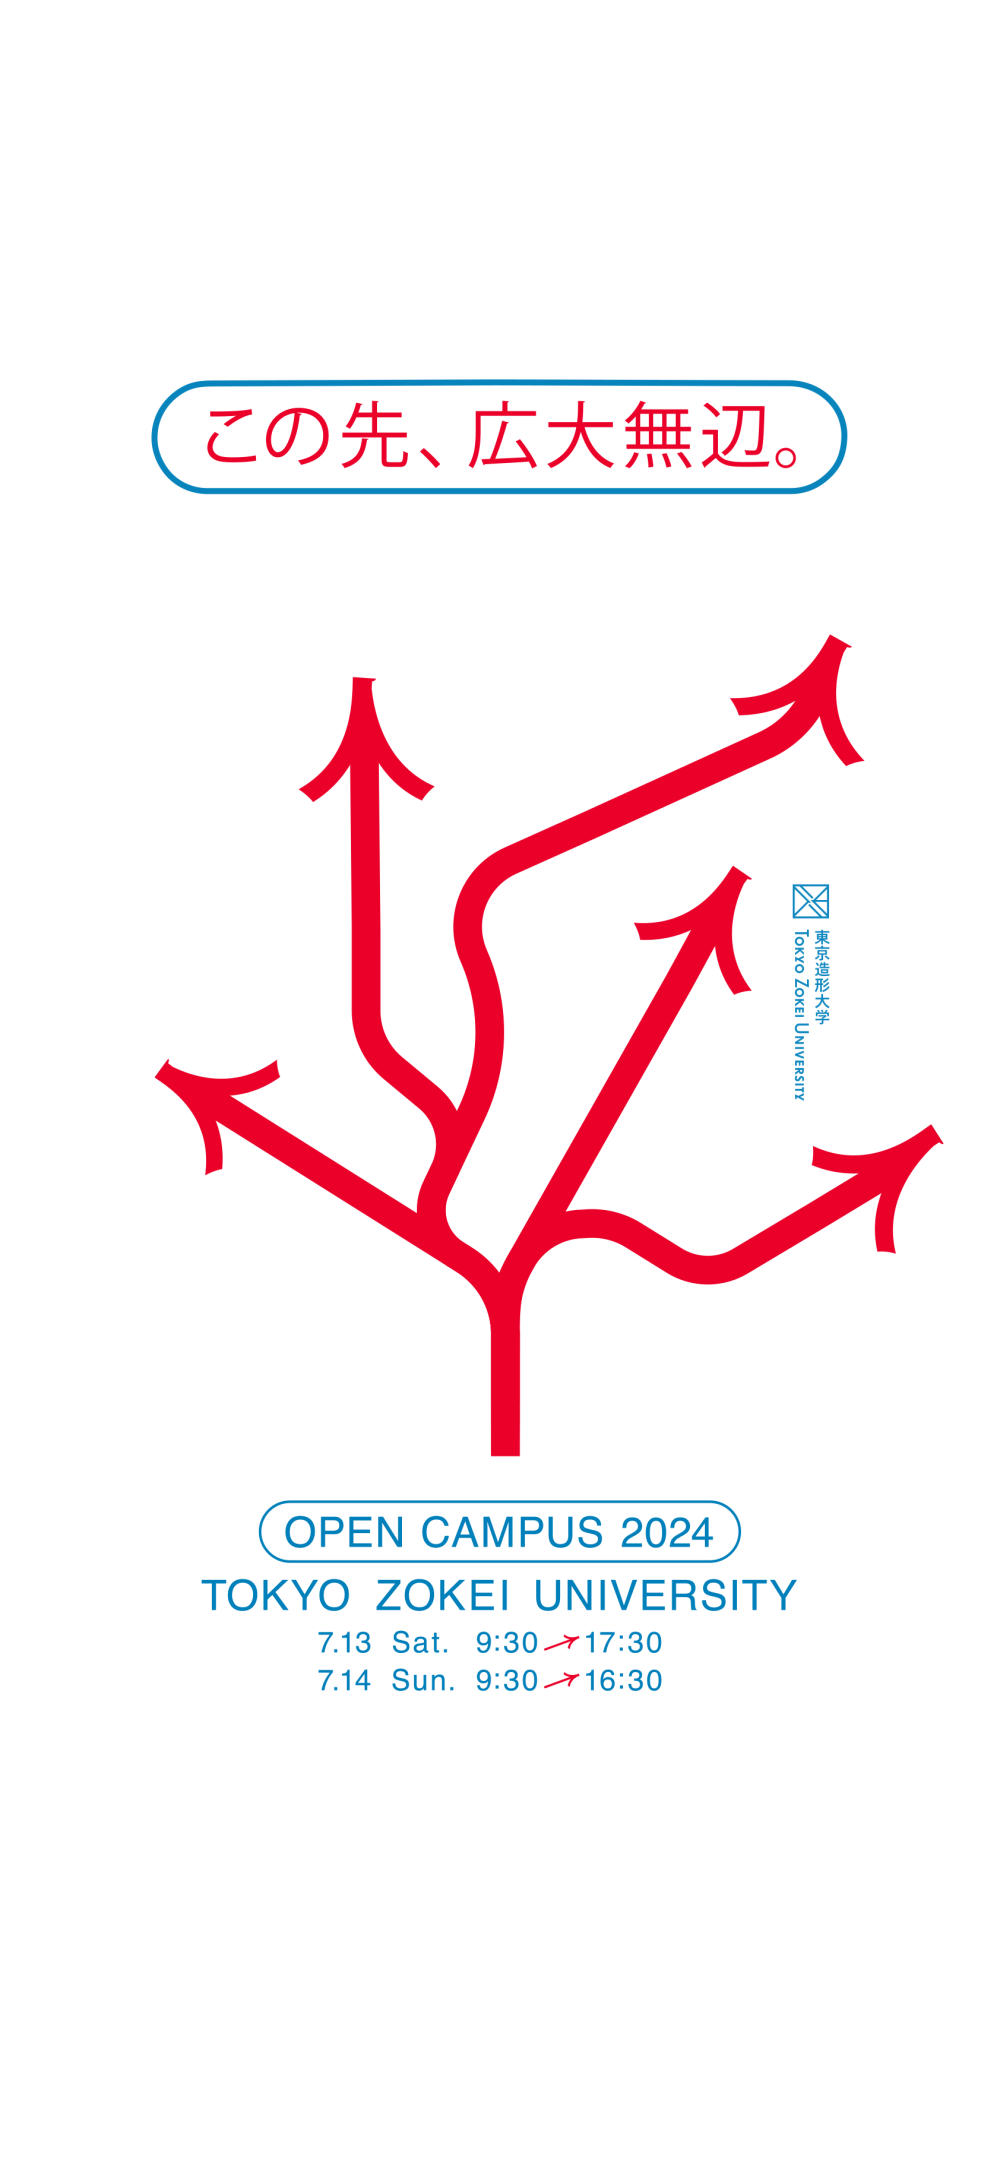 この先、広大無辺。
東京造形大学
TOKYO ZOKEI UNIVERSITY
OPEN CAMPUS 2024
TOKYO ZOKEI UNIVERSITY
7.13 Sat. 9:30→17:30
7.14 Sun. 9:30→16:30